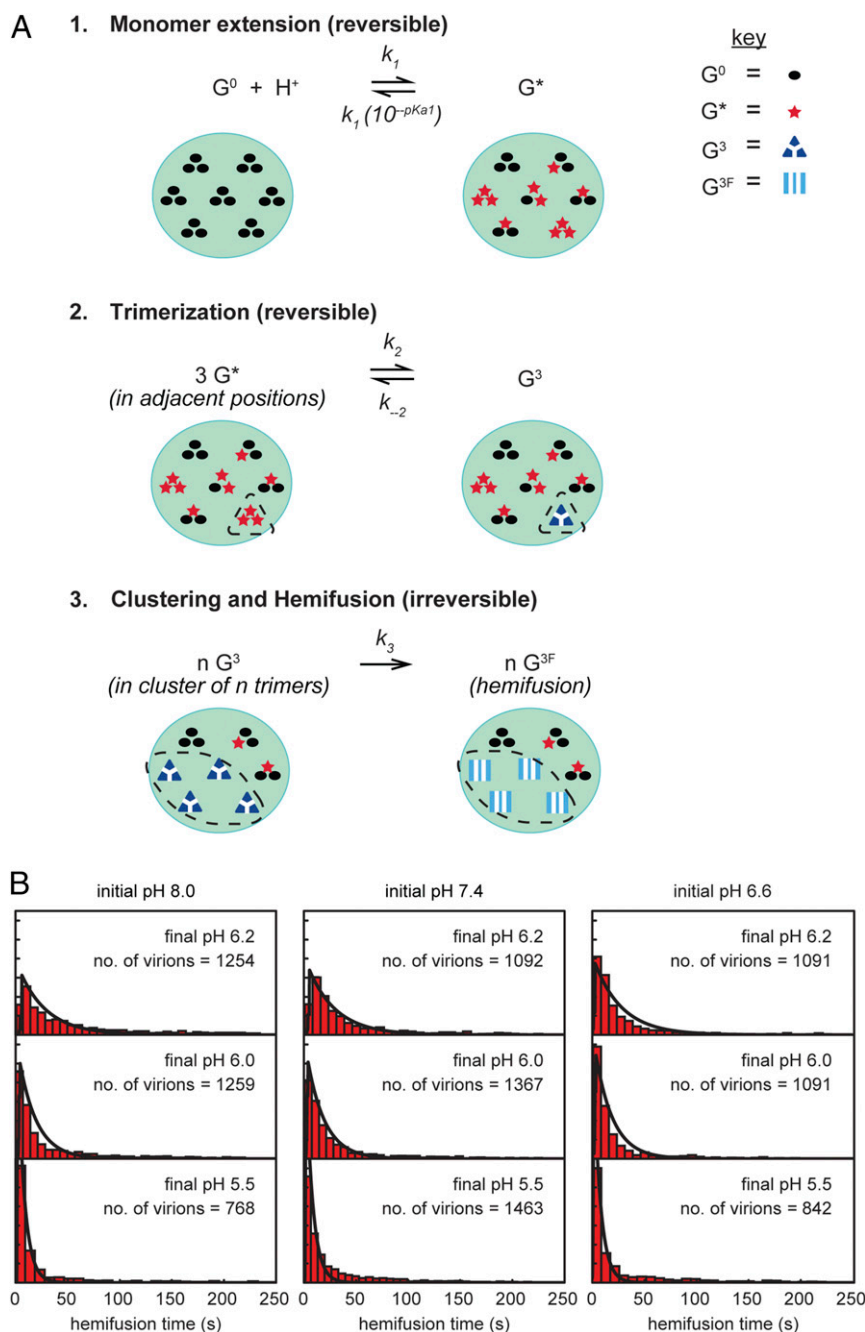 A
1. Monomer extension (reversible)
key
G⁰ =
G* =
G³ =
G³ᶠ =
k₁
G⁰ + H⁺
G*
k₁(10⁻⁻ᵖᴷᵃ¹)
2. Trimerization (reversible)
k₂
3 G*
G³
(in adjacent positions)
k₋₋₂
3. Clustering and Hemifusion (irreversible)
k₃
n G³
n G³ᶠ
(in cluster of n trimers)
(hemifusion)
B
initial pH 8.0
initial pH 7.4
initial pH 6.6
final pH 6.2
no. of virions = 1254
final pH 6.2
no. of virions = 1092
final pH 6.2
no. of virions = 1091
final pH 6.0
no. of virions = 1259
final pH 6.0
no. of virions = 1367
final pH 6.0
no. of virions = 1091
final pH 5.5
no. of virions = 768
final pH 5.5
no. of virions = 1463
final pH 5.5
no. of virions = 842
0 50 100 150 200 250
0 50 100 150 200 250
0 50 100 150 200 250
hemifusion time (s)
hemifusion time (s)
hemifusion time (s)